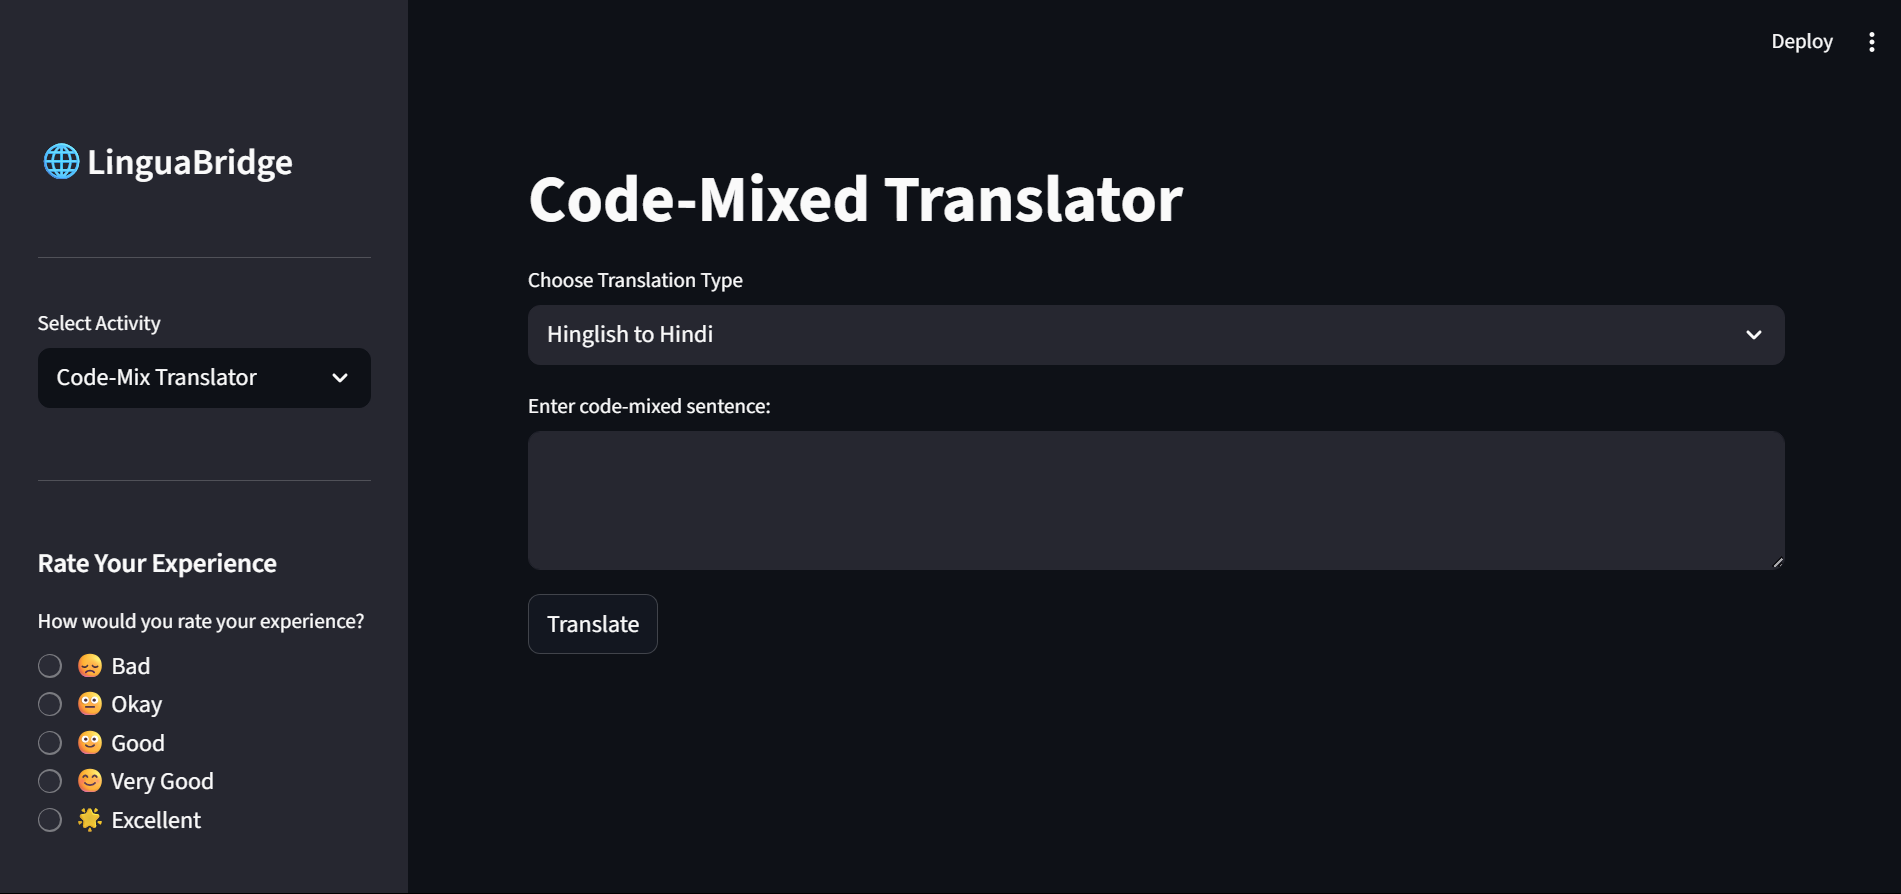 Deploy
🌐 LinguaBridge
Select Activity
Code-Mix Translator
Rate Your Experience
How would you rate your experience?
😞 Bad
😐 Okay
🙂 Good
😊 Very Good
🌟 Excellent
Code-Mixed Translator
Choose Translation Type
Hinglish to Hindi
Enter code-mixed sentence:
Translate